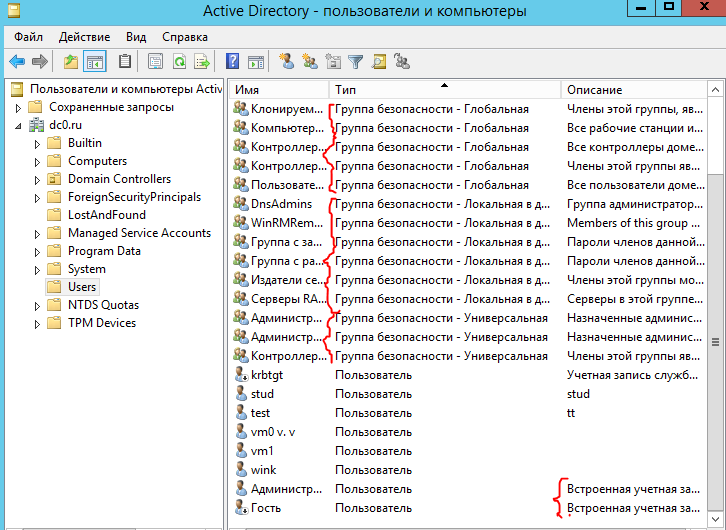 Active Directory - пользователи и компьютеры
Файл Действие Вид Справка
Пользователи и компьютеры Activ
Сохраненные запросы
dc0.ru
Builtin
Computers
Domain Controllers
ForeignSecurityPrincipals
LostAndFound
Managed Service Accounts
Program Data
System
Users
NTDS Quotas
TPM Devices
Имя Тип Описание
Клонируем... Группа безопасности - Глобальная Члены этой группы, яв...
Компьютер... Группа безопасности - Глобальная Все рабочие станции и...
Контроллер... Группа безопасности - Глобальная Все контроллеры доме...
Контроллер... Группа безопасности - Глобальная Члены этой группы яв...
Пользовате... Группа безопасности - Глобальная Все пользователи доме...
DnsAdmins Группа безопасности - Локальная в д... Группа администратор...
WinRMRem... Группа безопасности - Локальная в д... Members of this group ...
Группа с за... Группа безопасности - Локальная в д... Пароли членов данной...
Группа с ра... Группа безопасности - Локальная в д... Пароли членов данной...
Издатели се... Группа безопасности - Локальная в д... Члены этой группы мо...
Серверы RA... Группа безопасности - Локальная в д... Серверы в этой группе...
Администр... Группа безопасности - Универсальная Назначенные админис...
Администр... Группа безопасности - Универсальная Назначенные админис...
Контроллер... Группа безопасности - Универсальная Члены этой группы яв...
krbtgt Пользователь Учетная запись служб...
stud Пользователь stud
test Пользователь tt
vm0 v. v Пользователь
vm1 Пользователь
wink Пользователь
Администр... Пользователь Встроенная учетная за...
Гость Пользователь Встроенная учетная за...